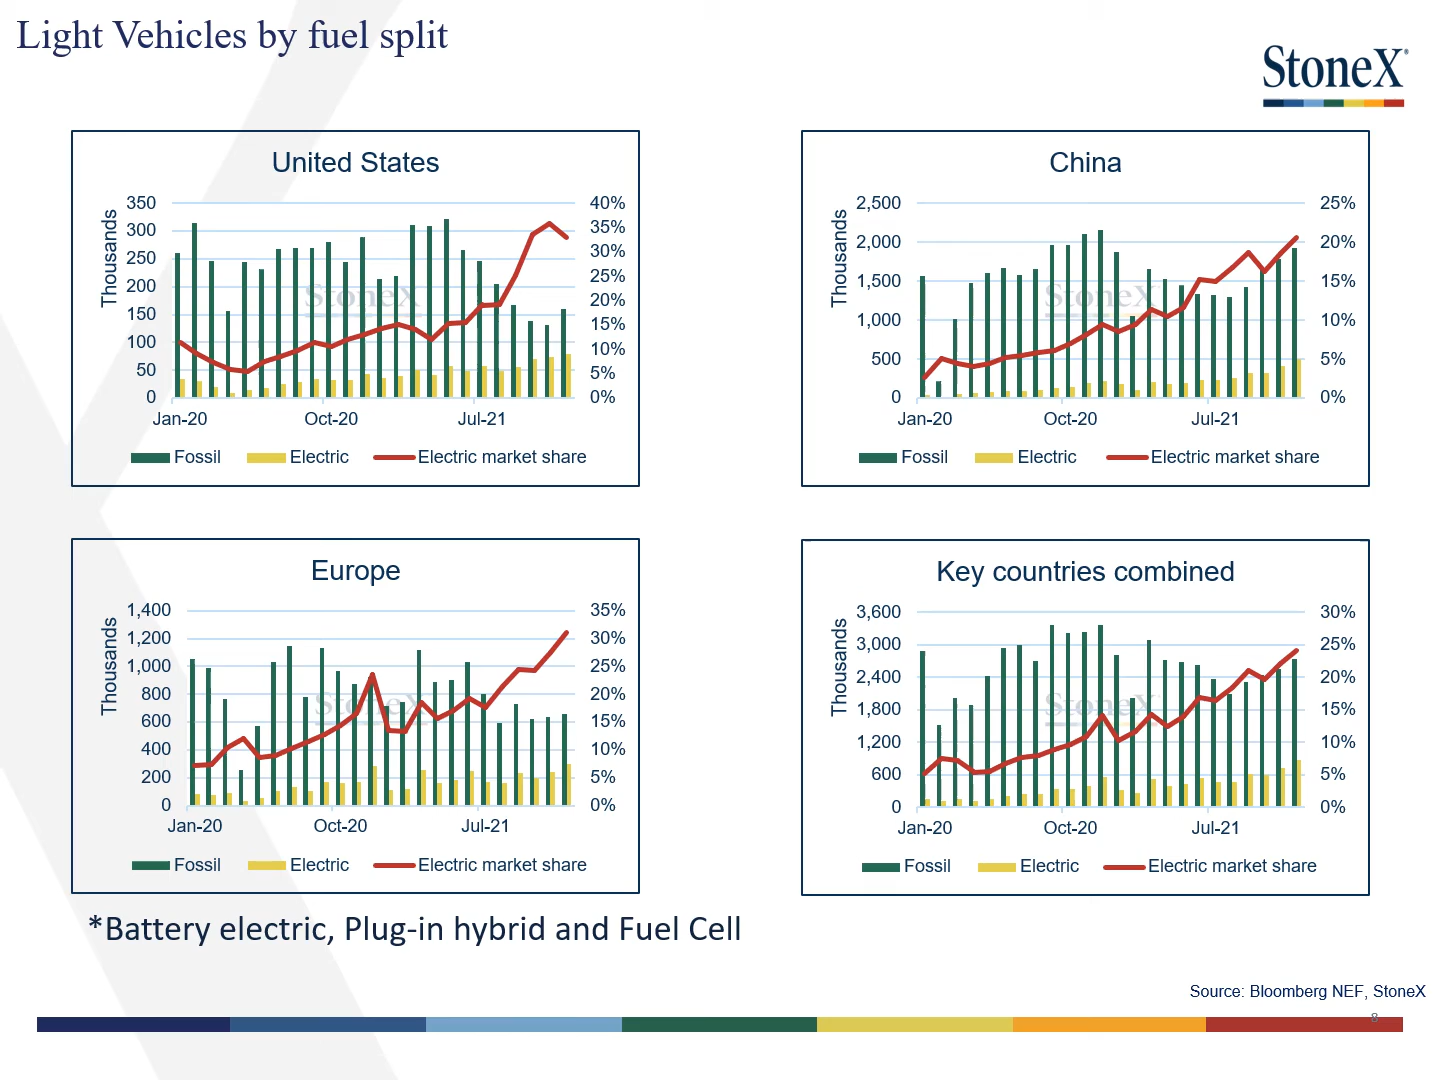 Light Vehicles by fuel split
StoneX®
United States
Thousands
350
300
250
200
150
100
50
0
40%
35%
30%
25%
20%
15%
10%
5%
0%
StoneX
Jan-20 Oct-20 Jul-21
Fossil Electric Electric market share
China
Thousands
2,500
2,000
1,500
1,000
500
0
25%
20%
15%
10%
5%
0%
StoneX
Jan-20 Oct-20 Jul-21
Fossil Electric Electric market share
Europe
Thousands
1,400
1,200
1,000
800
600
400
200
0
35%
30%
25%
20%
15%
10%
5%
0%
StoneX
Jan-20 Oct-20 Jul-21
Fossil Electric Electric market share
Key countries combined
Thousands
3,600
3,000
2,400
1,800
1,200
600
0
30%
25%
20%
15%
10%
5%
0%
StoneX
Jan-20 Oct-20 Jul-21
Fossil Electric Electric market share
*Battery electric, Plug-in hybrid and Fuel Cell
Source: Bloomberg NEF, StoneX
8